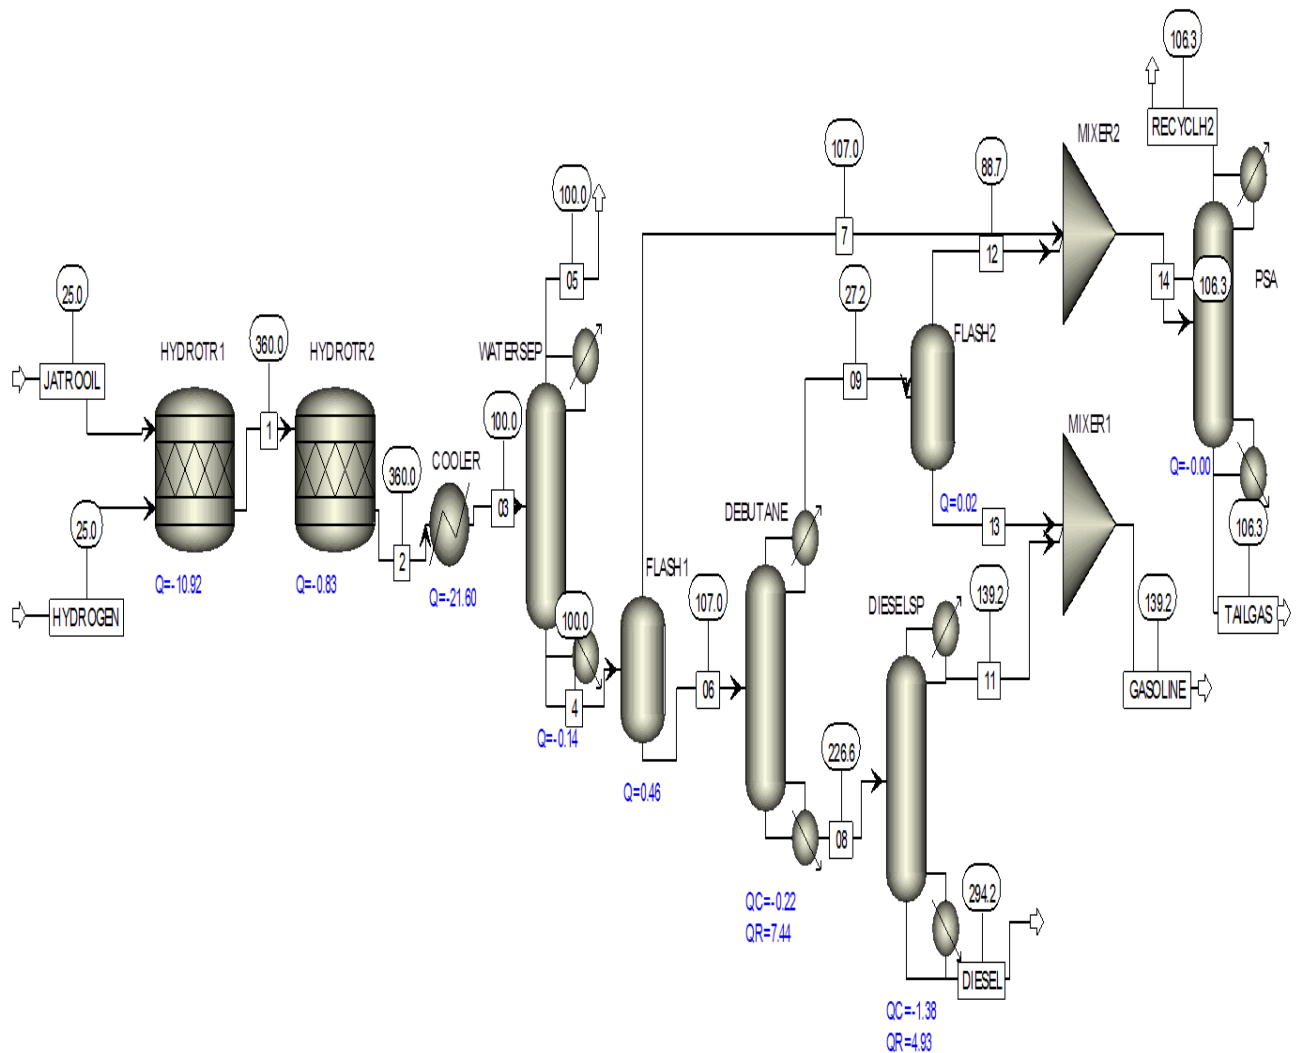 106.3
MIXER2
RECYCLH2
107.0
88.7
100.0
7
12
27.2
05
14
106.3
PSA
25.0
HYDROTR1
360.0
HYDROTR2
WATERSEP
FLASH2
09
JATROOIL
100.0
MIXER1
1
COOLER
360.0
Q=-0.00
03
25.0
DEBUTANE
Q=0.02
13
106.3
2
FLASH1
107.0
139.2
HYDROGEN
Q=-10.92
Q=-0.83
Q=-21.60
100.0
DIESELSP
139.2
TAILGAS
06
11
GASOLINE
4
Q=-0.14
226.6
Q=0.46
08
294.2
QC=-0.22
QR=7.44
DIESEL
QC=-1.38
QR=4.93